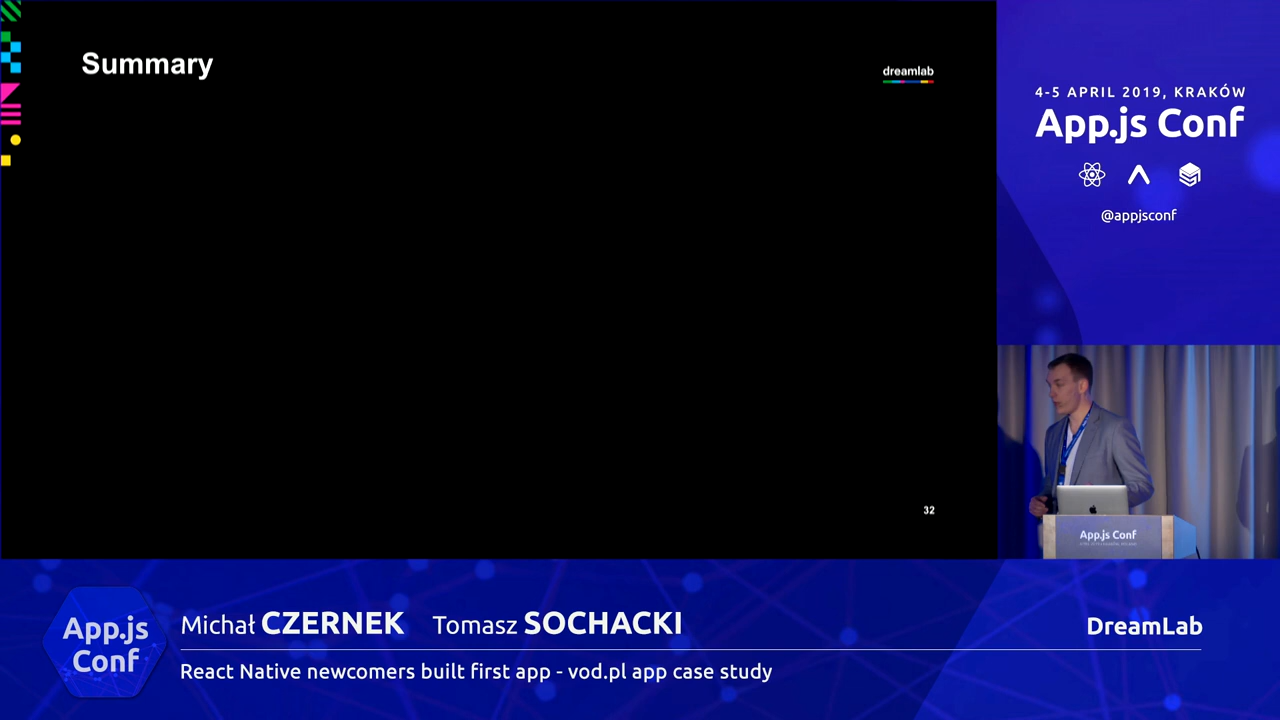 Summary
dreamlab
32
4-5 APRIL 2019, KRAKÓW
App.js Conf
@appjsconf
App.js Conf
App.js
Conf
Michał CZERNEK Tomasz SOCHACKI
DreamLab
React Native newcomers built first app - vod.pl app case study